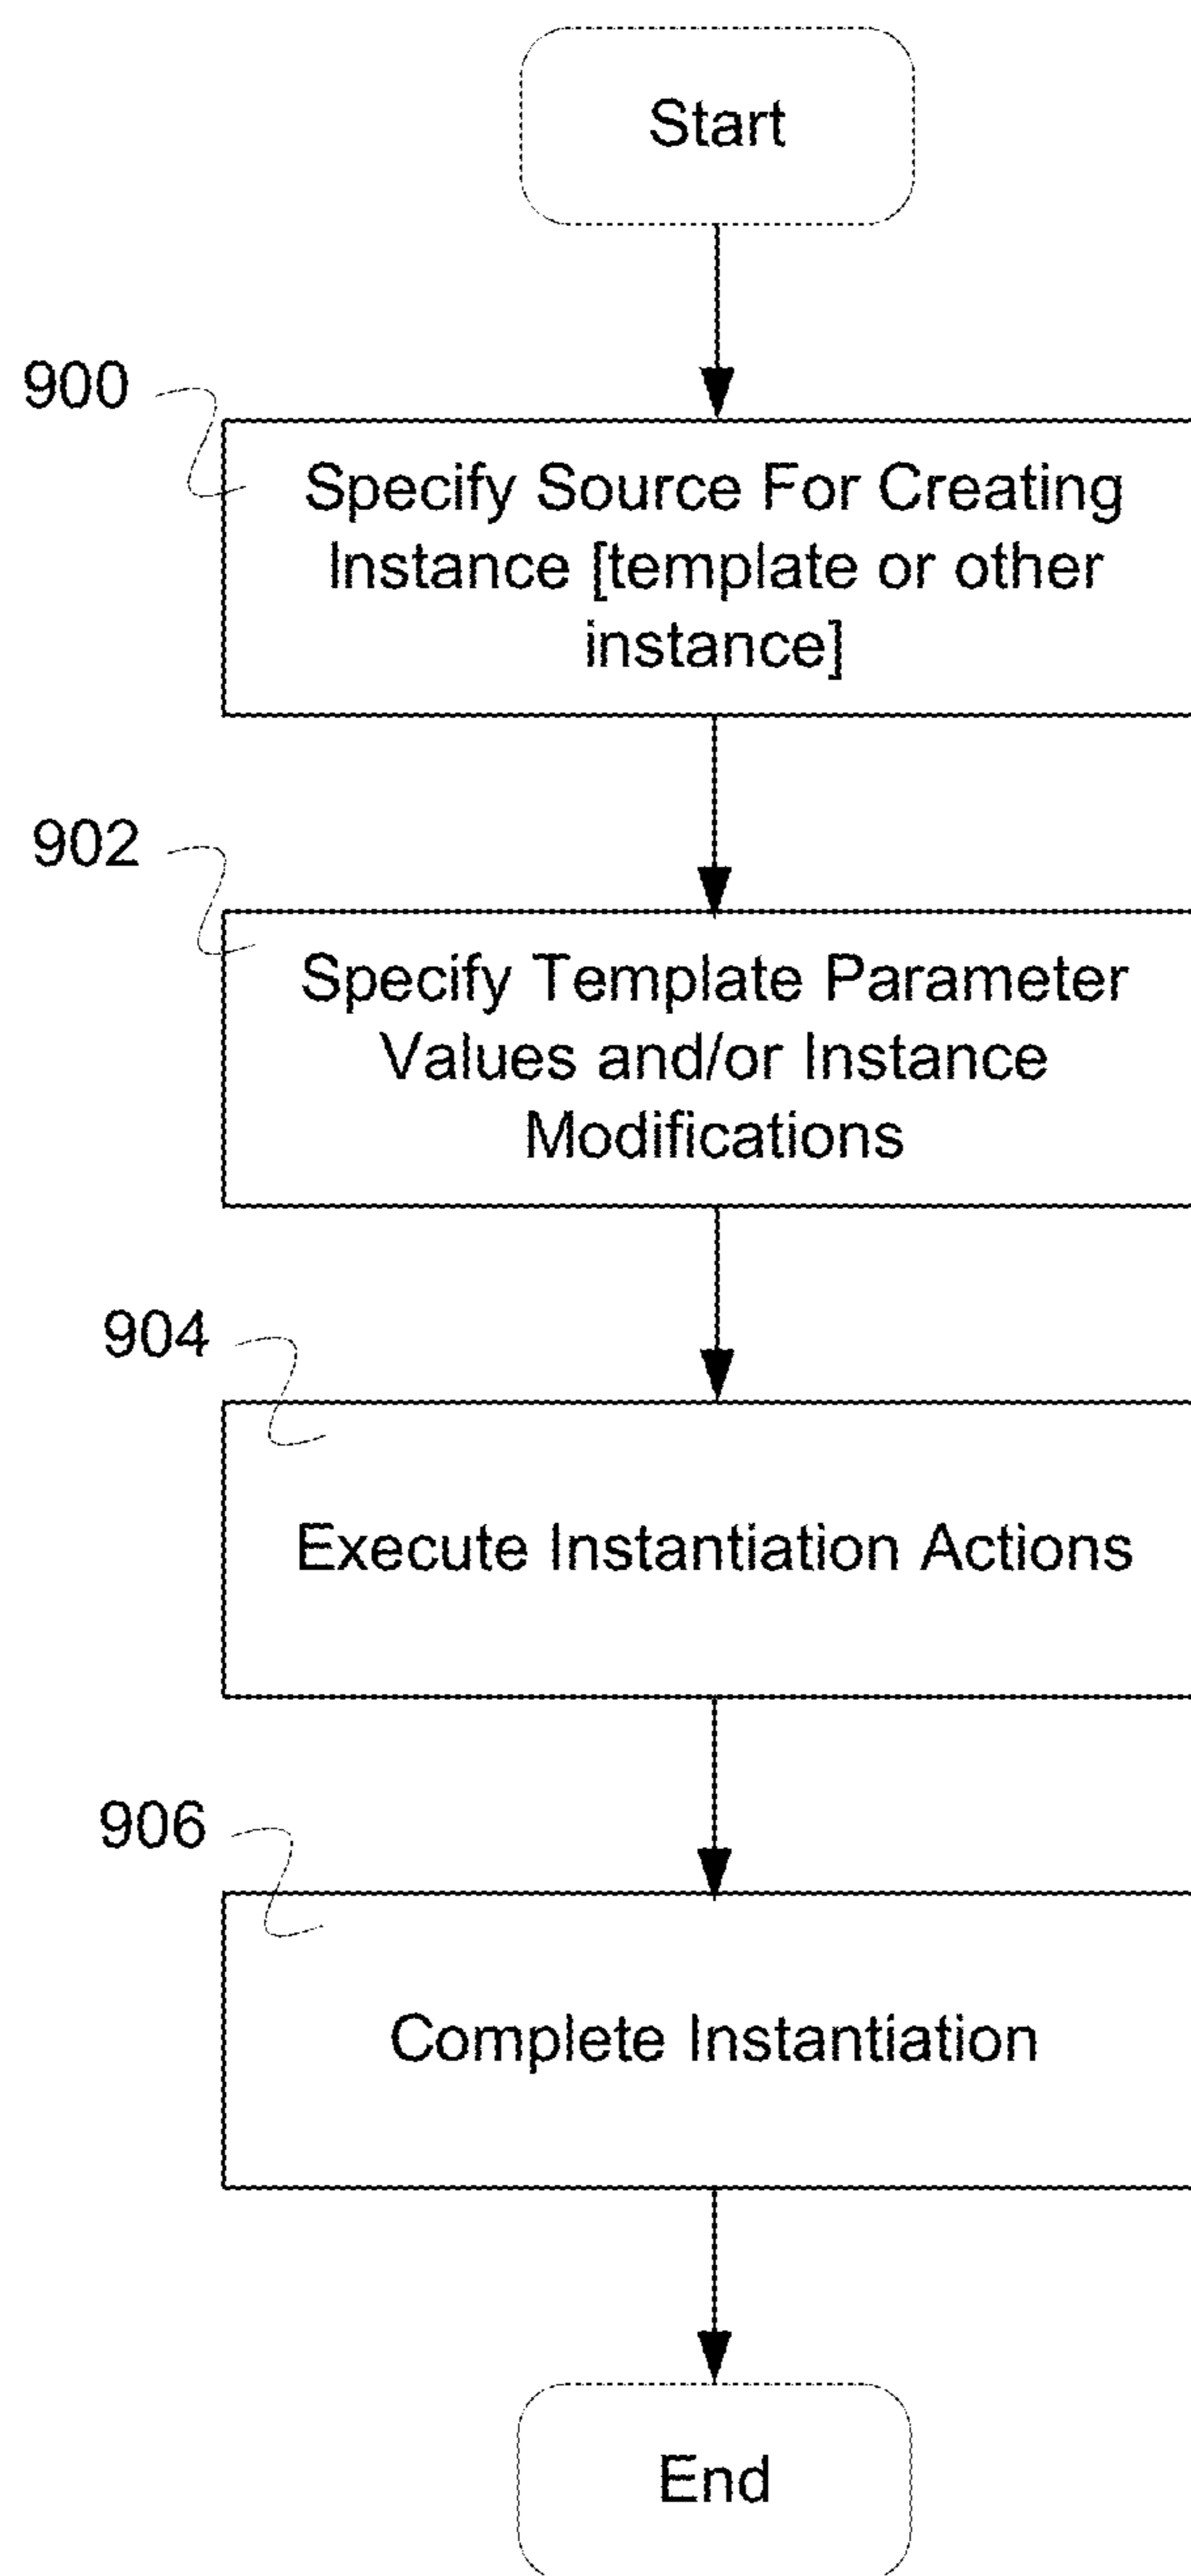 Start
900
Specify Source For Creating
Instance [template or other
instance]
902
Specify Template Parameter
Values and/or Instance
Modifications
904
Execute Instantiation Actions
906
Complete Instantiation
End